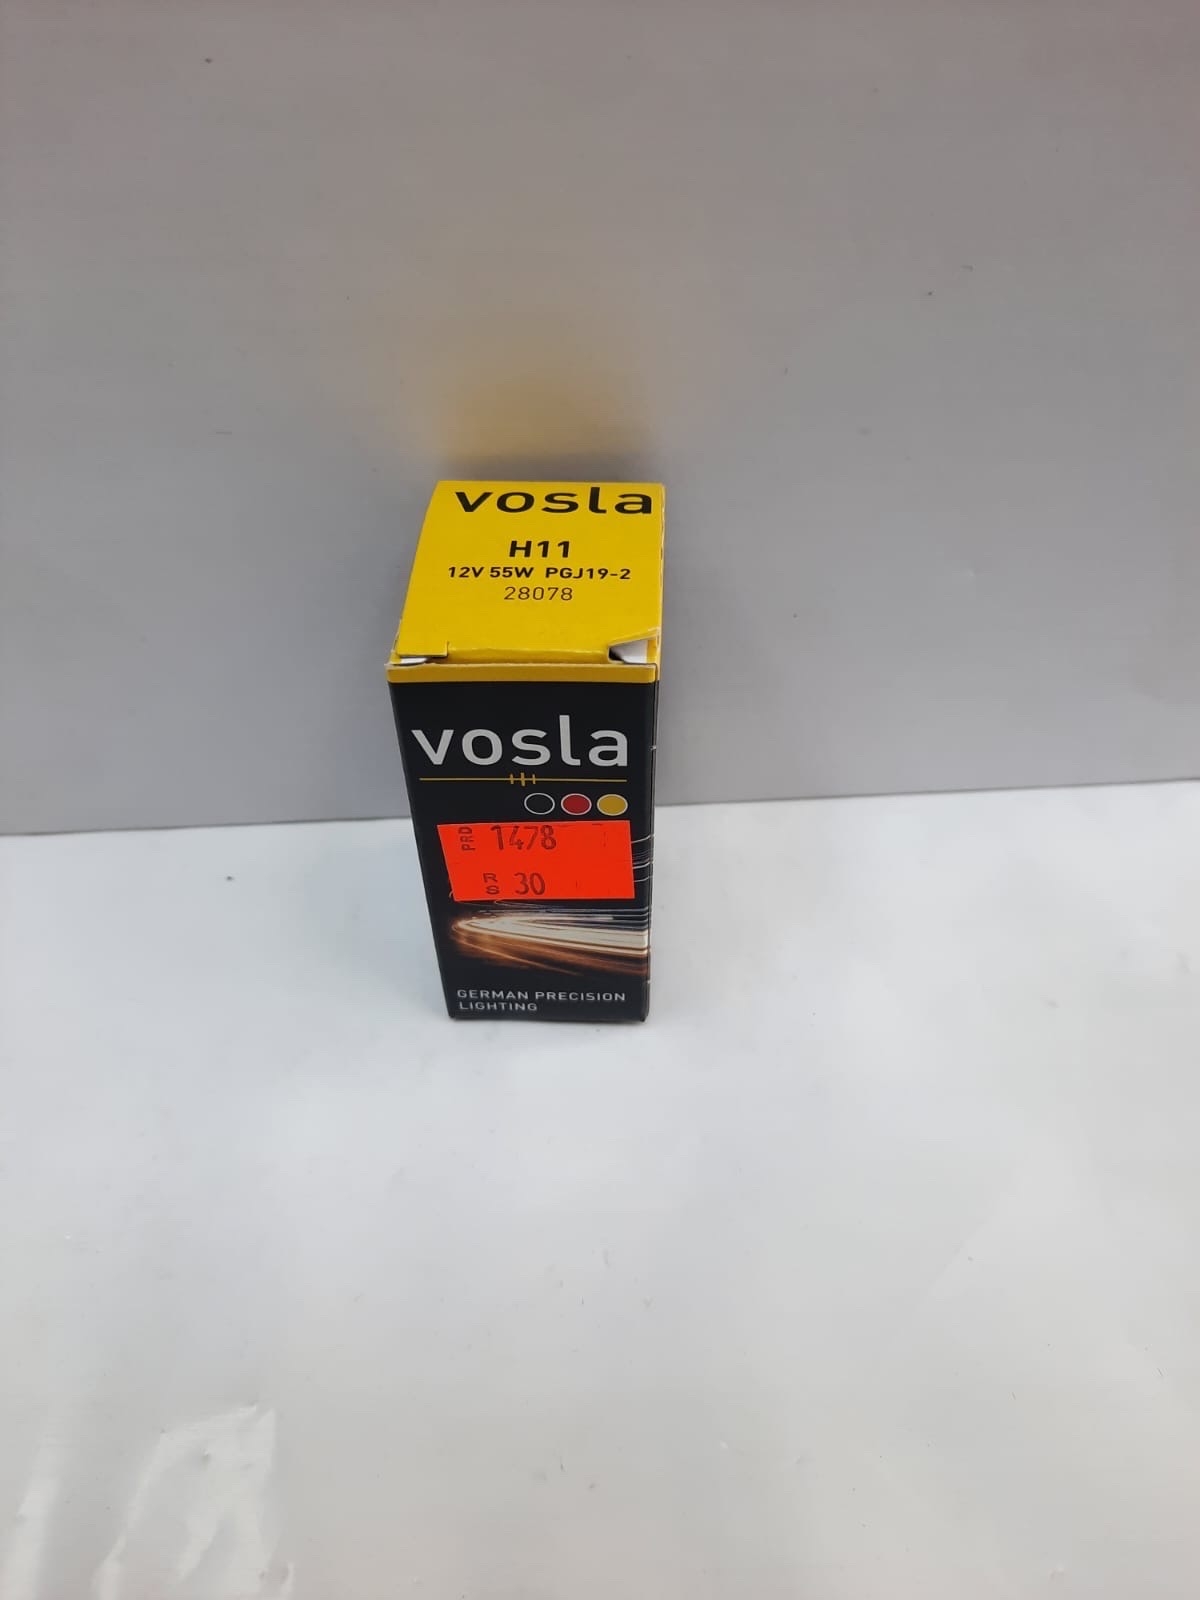 vosla
H11
12V 55W PGJ19-2
28078
vosla
PRD 1478
RS 30
GERMAN PRECISION
LIGHTING